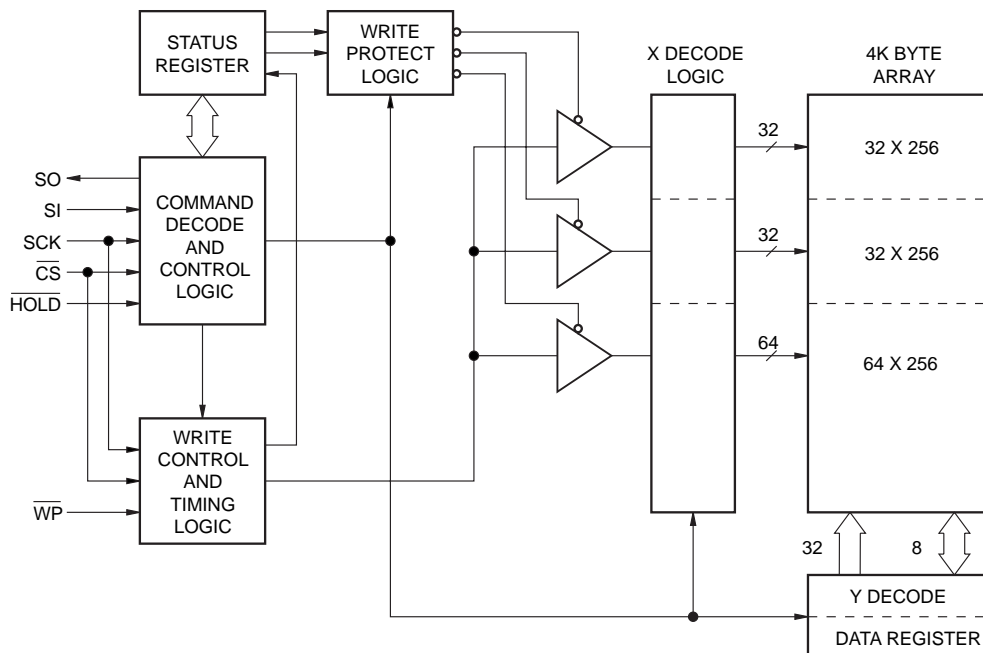 STATUS
REGISTER
WRITE
PROTECT
LOGIC
X DECODE
LOGIC
4K BYTE
ARRAY
SO
SI
SCK
CS
HOLD
COMMAND
DECODE
AND
CONTROL
LOGIC
32
32 X 256
32
32 X 256
64
64 X 256
WP
WRITE
CONTROL
AND
TIMING
LOGIC
32
8
Y DECODE
DATA REGISTER